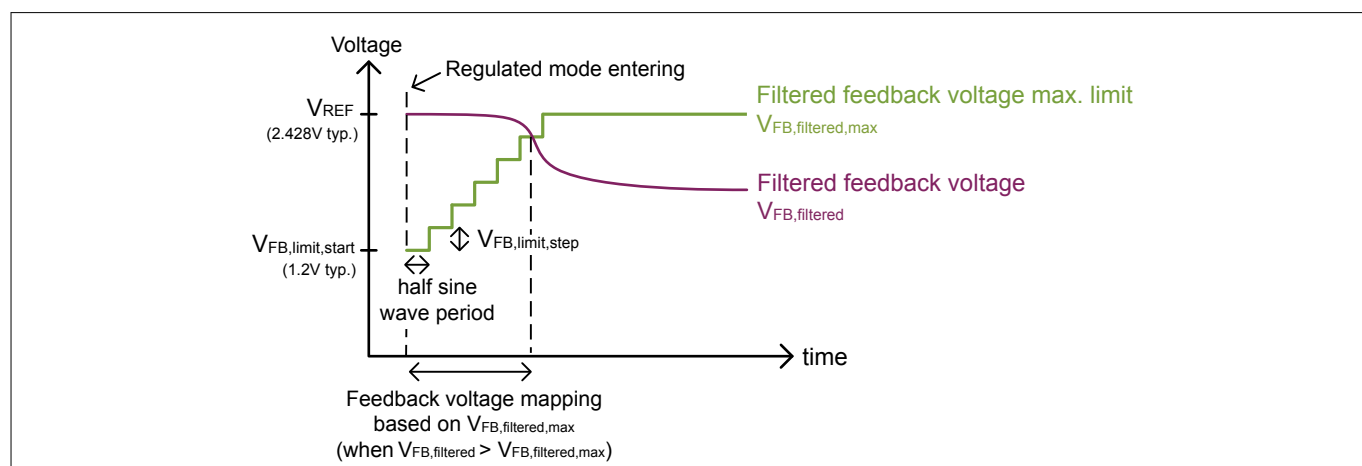 Voltage
Regulated mode entering
VREF
(2.428V typ.)
Filtered feedback voltage max. limit
VFB,filtered,max
Filtered feedback voltage
VFB,filtered
VFB,limit,start
(1.2V typ.)
VFB,limit,step
half sine
wave period
time
Feedback voltage mapping
based on VFB,filtered,max
(when VFB,filtered > VFB,filtered,max)